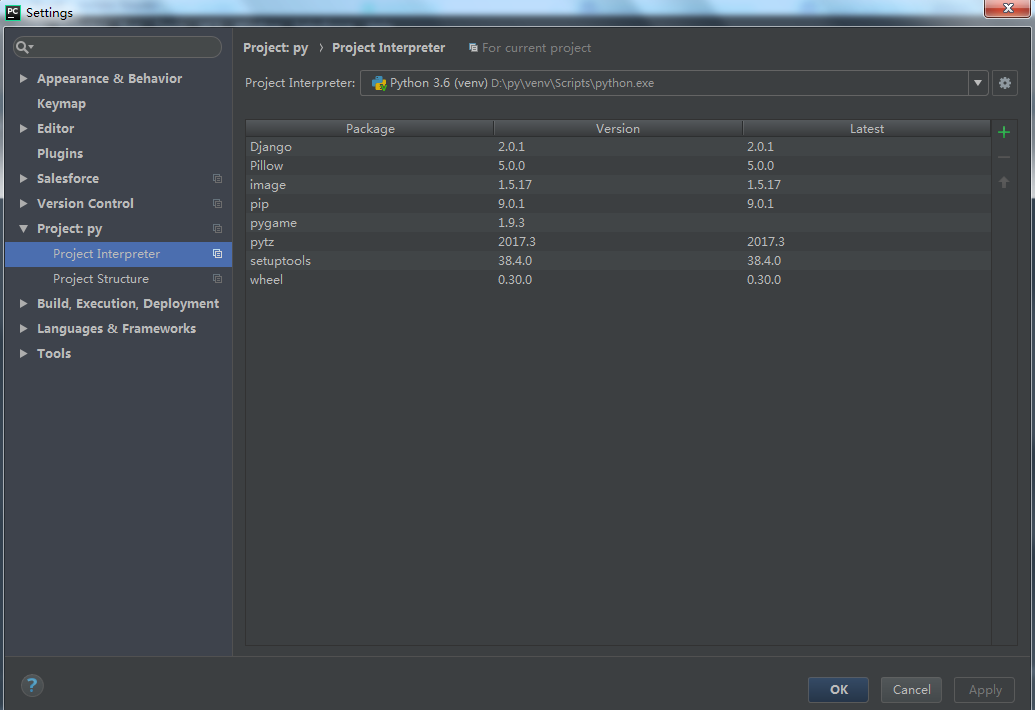 PC Settings
Project: py › Project Interpreter For current project
Project Interpreter: Python 3.6 (venv) D:\py\venv\Scripts\python.exe
Appearance & Behavior
Keymap
Editor
Plugins
Salesforce
Version Control
Project: py
Project Interpreter
Project Structure
Build, Execution, Deployment
Languages & Frameworks
Tools
Package Version Latest
Django 2.0.1 2.0.1
Pillow 5.0.0 5.0.0
image 1.5.17 1.5.17
pip 9.0.1 9.0.1
pygame 1.9.3
pytz 2017.3 2017.3
setuptools 38.4.0 38.4.0
wheel 0.30.0 0.30.0
?
OK Cancel Apply